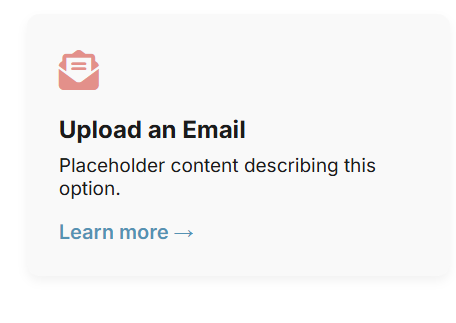 Upload an Email
Placeholder content describing this
option.
Learn more →